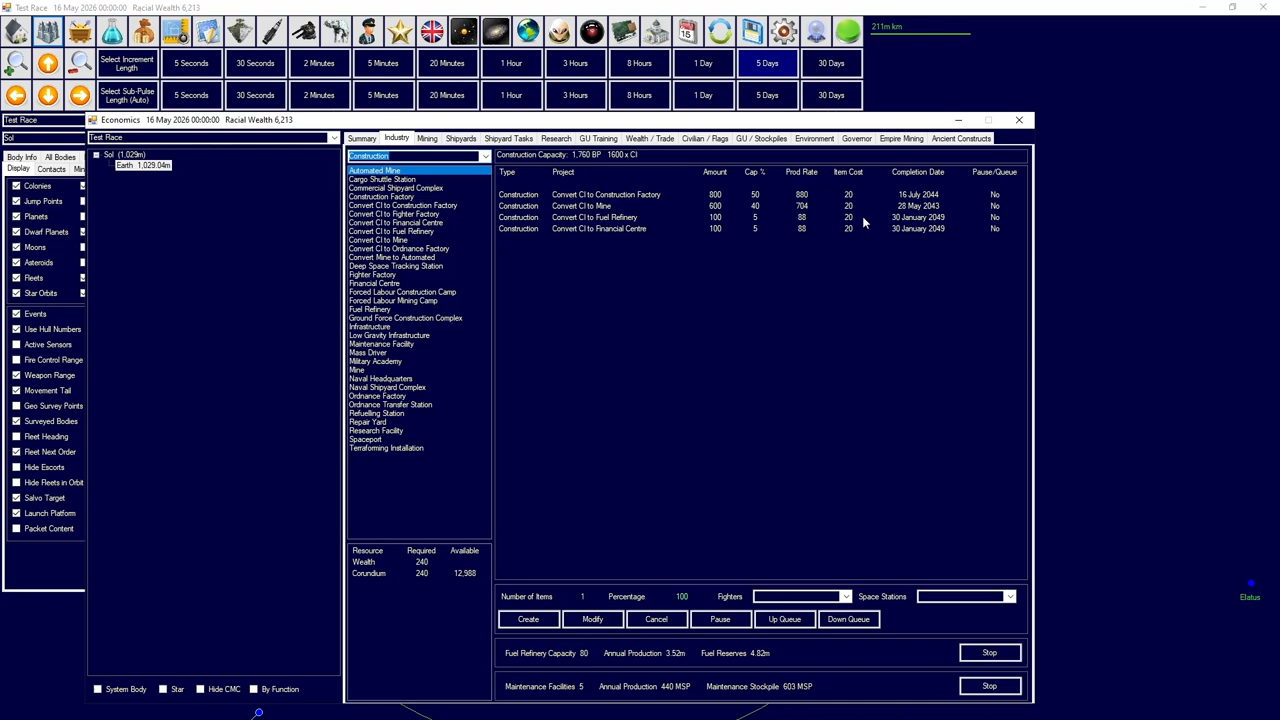 Test Race   16 May 2026 00:00:00   Racial Wealth 6,213
211m km
Select Increment Length
5 Seconds
30 Seconds
2 Minutes
5 Minutes
20 Minutes
1 Hour
3 Hours
8 Hours
1 Day
5 Days
30 Days
Select Sub-Pulse Length (Auto)
5 Seconds
30 Seconds
2 Minutes
5 Minutes
20 Minutes
1 Hour
3 Hours
8 Hours
1 Day
5 Days
30 Days
Test Race
Sol
Body Info   All Bodies
Display   Contacts   Min
Colonies
Jump Points
Planets
Dwarf Planets
Moons
Asteroids
Fleets
Star Orbits
Events
Use Hull Numbers
Active Sensors
Fire Control Range
Weapon Range
Movement Tail
Geo Survey Points
Surveyed Bodies
Fleet Heading
Fleet Next Order
Hide Escorts
Hide Fleets in Orbit
Salvo Target
Launch Platform
Packet Content
Economics   16 May 2026 00:00:00   Racial Wealth 6,213
Test Race
Sol (1,029m)
Earth 1,029.04m
System Body   Star   Hide CMC   By Function
Summary   Industry   Mining   Shipyards   Shipyard Tasks   Research   GU Training   Wealth / Trade   Civilian / Flags   GU / Stockpiles   Environment   Governor   Empire Mining   Ancient Constructs
Construction
Automated Mine
Cargo Shuttle Station
Commercial Shipyard Complex
Construction Factory
Convert CI to Construction Factory
Convert CI to Fighter Factory
Convert CI to Financial Centre
Convert CI to Fuel Refinery
Convert CI to Mine
Convert CI to Ordnance Factory
Convert Mine to Automated
Deep Space Tracking Station
Fighter Factory
Financial Centre
Forced Labour Construction Camp
Forced Labour Mining Camp
Fuel Refinery
Ground Force Construction Complex
Infrastructure
Low Gravity Infrastructure
Maintenance Facility
Mass Driver
Military Academy
Mine
Naval Headquarters
Naval Shipyard Complex
Ordnance Factory
Ordnance Transfer Station
Refuelling Station
Repair Yard
Research Facility
Spaceport
Terraforming Installation
Resource   Required   Available
Wealth   240
Corundium   240   12,988
Construction Capacity: 1,760 BP   1600 x CI
Type   Project   Amount   Cap %   Prod Rate   Item Cost   Completion Date   Pause/Queue
Construction   Convert CI to Construction Factory   800   50   880   20   16 July 2044   No
Construction   Convert CI to Mine   600   40   704   20   28 May 2043   No
Construction   Convert CI to Fuel Refinery   100   5   88   20   30 January 2049   No
Construction   Convert CI to Financial Centre   100   5   88   20   30 January 2049   No
Number of Items   1   Percentage   100   Fighters   Space Stations
Create   Modify   Cancel   Pause   Up Queue   Down Queue
Fuel Refinery Capacity 80   Annual Production 3.52m   Fuel Reserves 4.82m   Stop
Maintenance Facilities 5   Annual Production 440 MSP   Maintenance Stockpile 603 MSP   Stop
Elatus